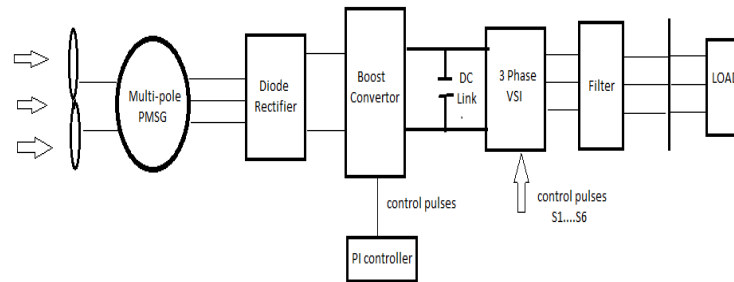 Multi-pole
PMSG
Diode
Rectifier
Boost
Convertor
DC
Link
.
3 Phase
VSI
Filter
LOAD
control pulses
control pulses
S1....S6
PI controller